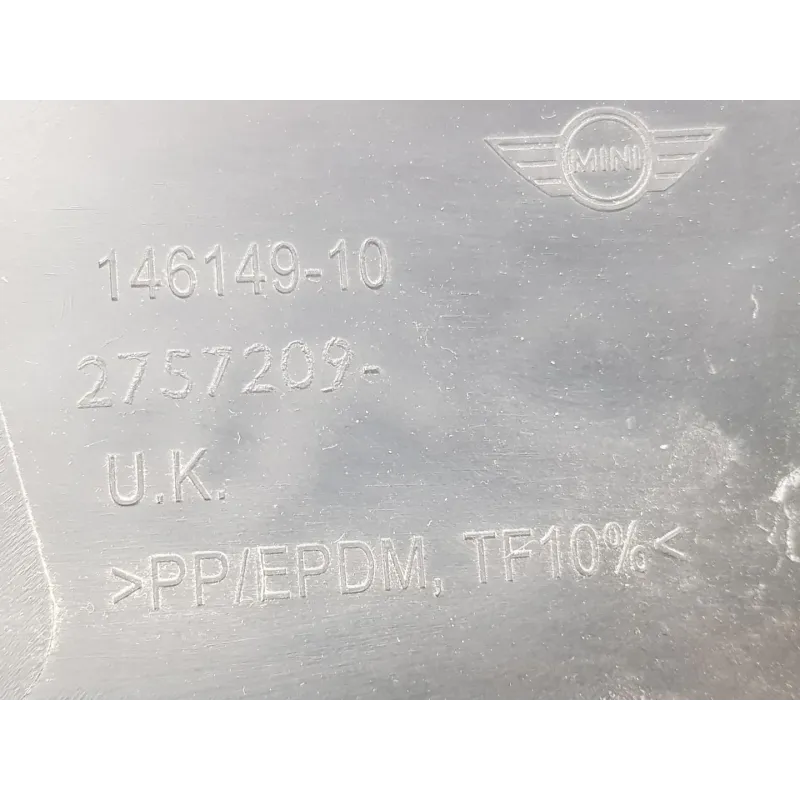 MINI
146149-10
2757209-
U.K.
>PP/EPDM, TF10%<